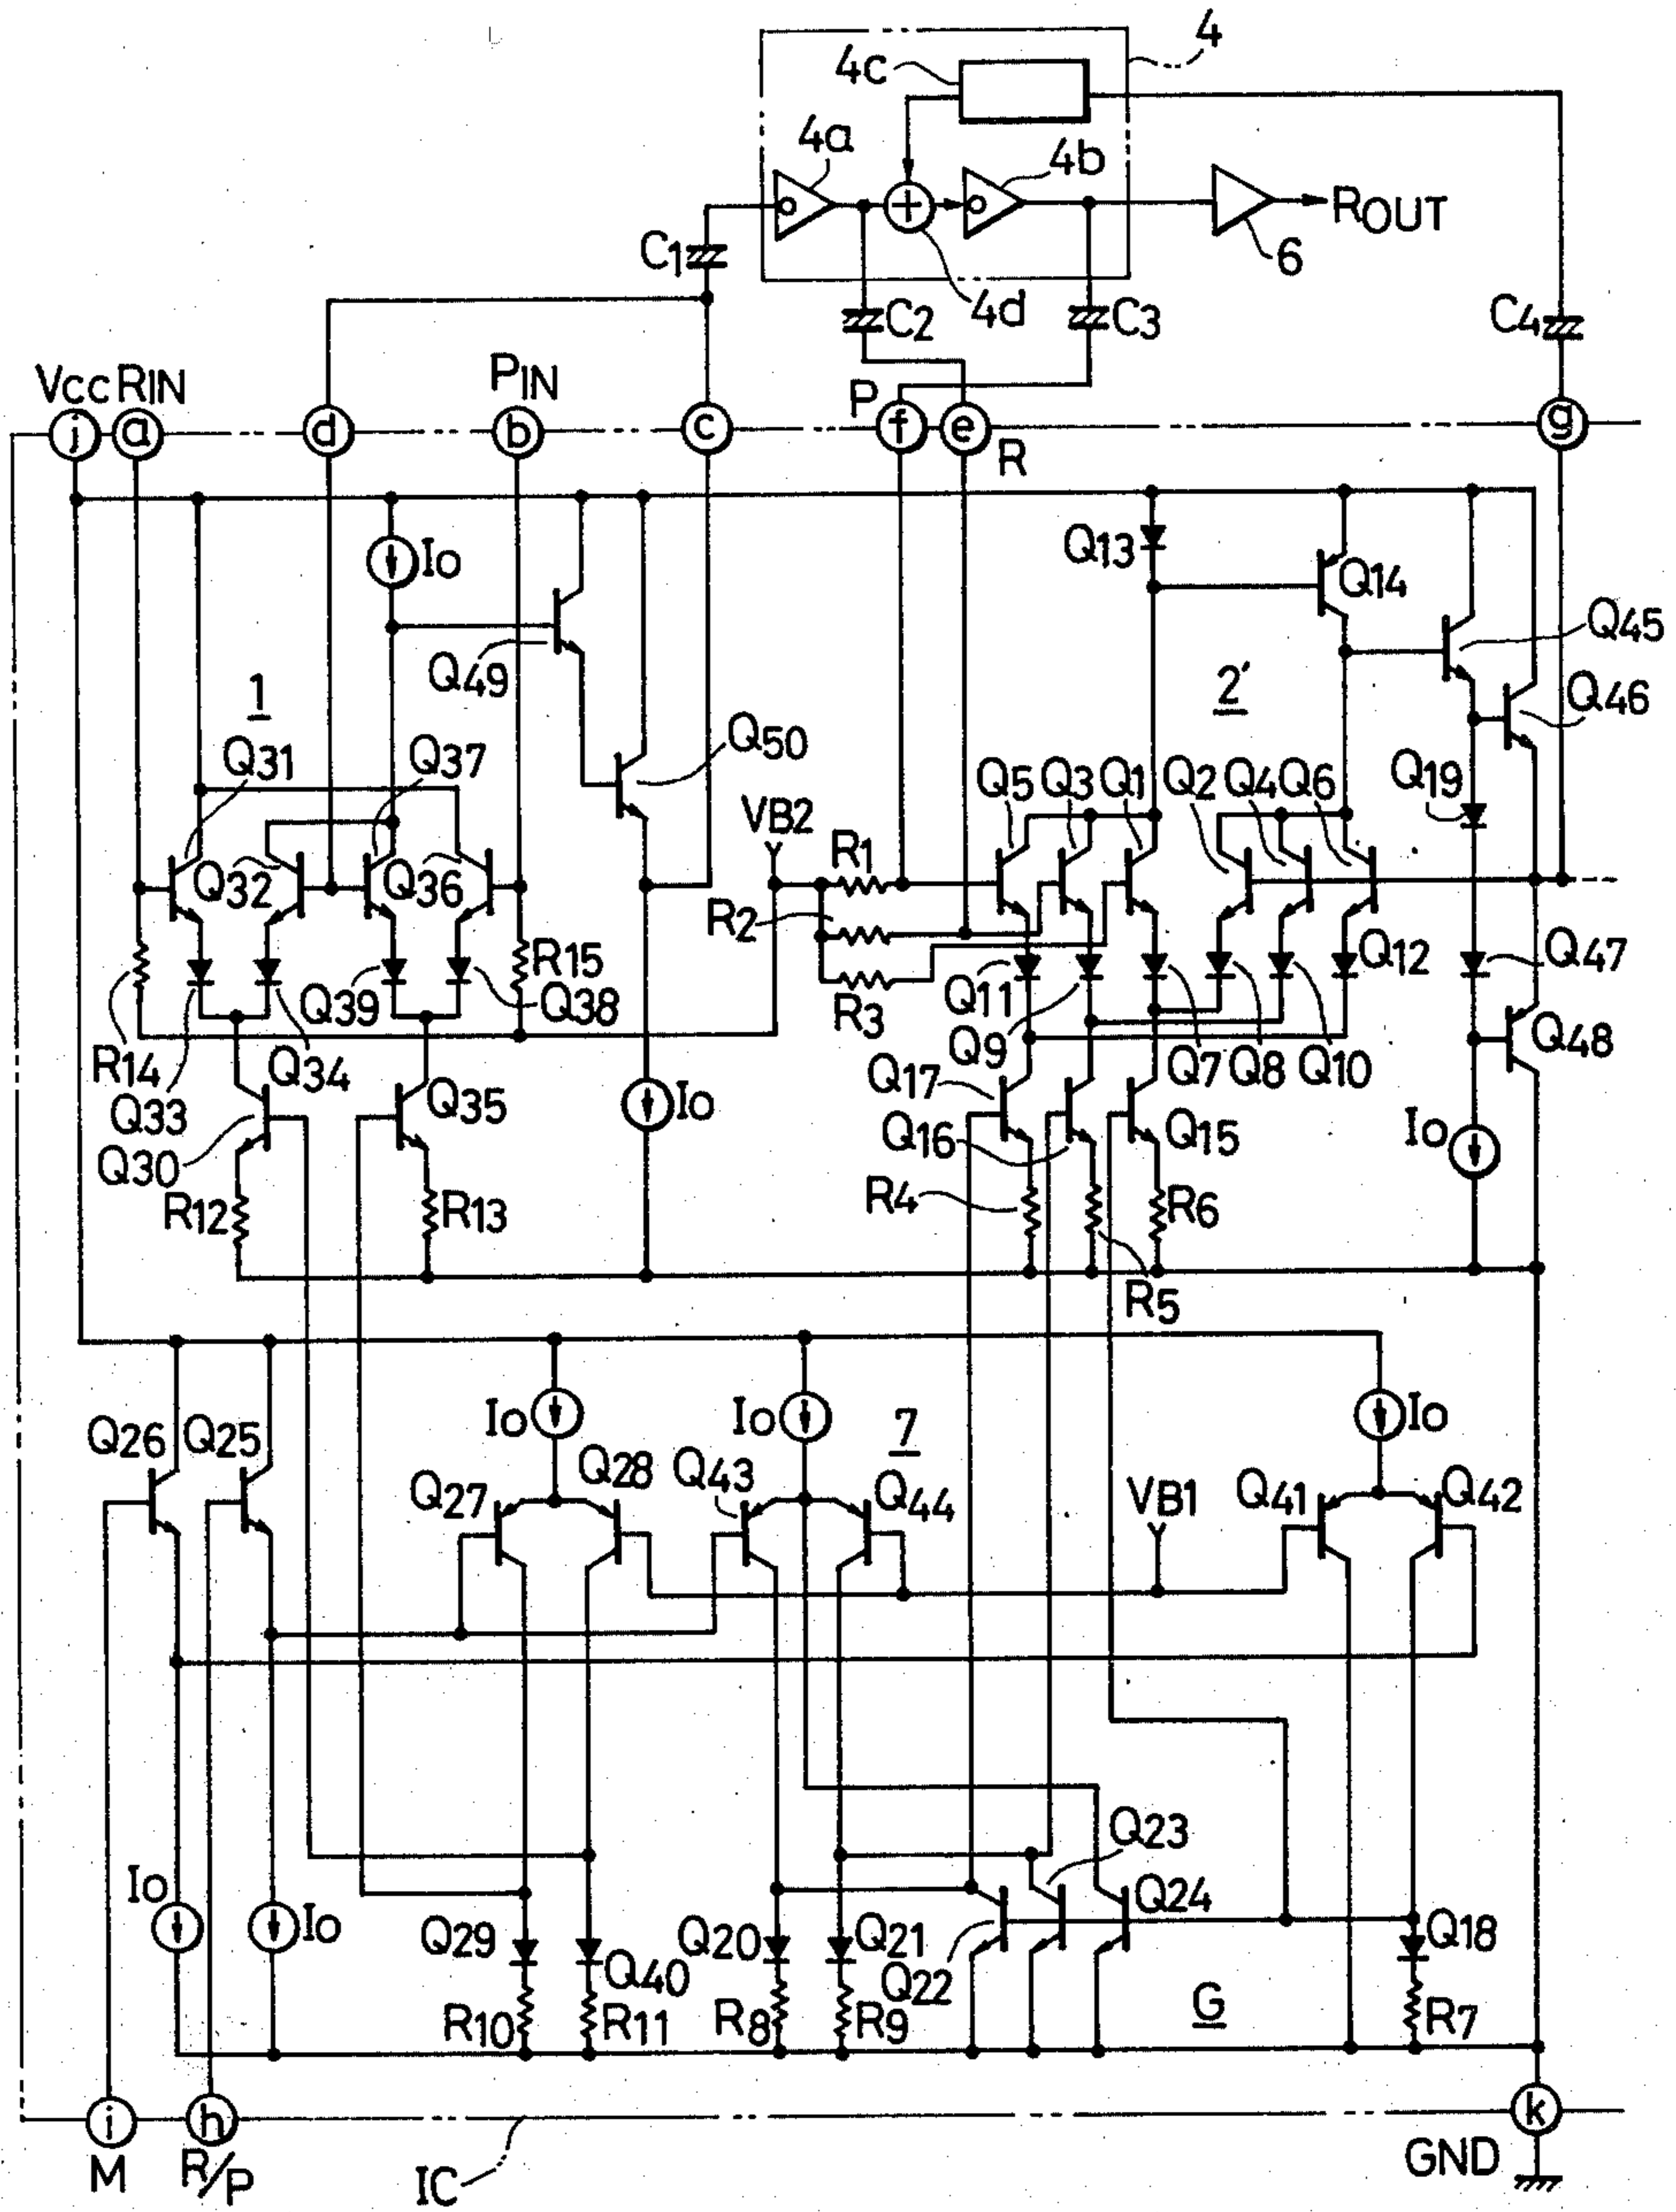 4
4c
4a
4b
ROUT
6
C1
C2
4d
C3
C4
Vcc RIN
PIN
P
j
a
d
b
c
f
e
g
R
Io
Q13
Q14
Q45
Q49
1
2'
Q46
Q31
Q37
Q50
Q5 Q3 Q1 Q2 Q4 Q6
Q19
VB2
R1
Q32
Q36
R2
R15
Q12
Q47
Q39
Q38
Q11
R3
R14
Q34
Q9
Q7 Q8 Q10
Q48
Q33
Q35
Io
Q17
Q30
Q16
Q15
Io
R12
R13
R4
R6
R5
Q26 Q25
Io
Io
7
Io
Q27
Q28
Q43
Q44
VB1
Q41
Q42
Q23
Io
Io
Q29
Q40
Q20
Q21
Q24
Q18
Q22
R10
R11
R8
R9
G
R7
i
h
k
M
R/P
IC
GND